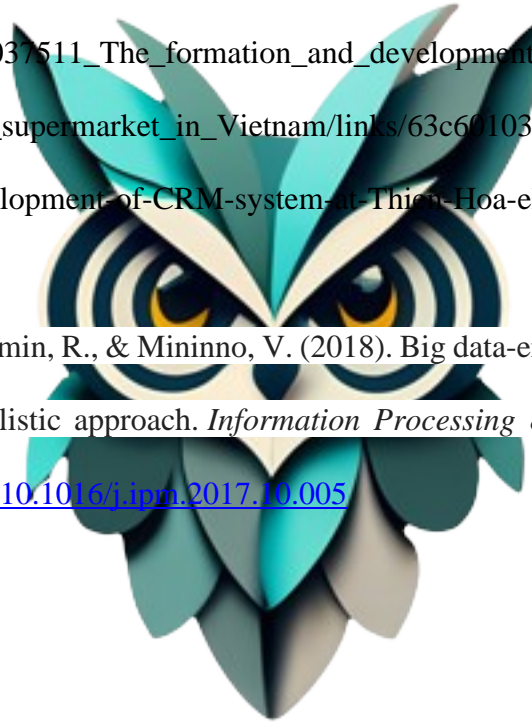 037511_The_formation_and_development
_supermarket_in_Vietnam/links/63c60103
lopment-of-CRM-system-at-Thien-Hoa-e
min, R., & Mininno, V. (2018). Big data-e
listic approach. Information Processing
10.1016/j.ipm.2017.10.005